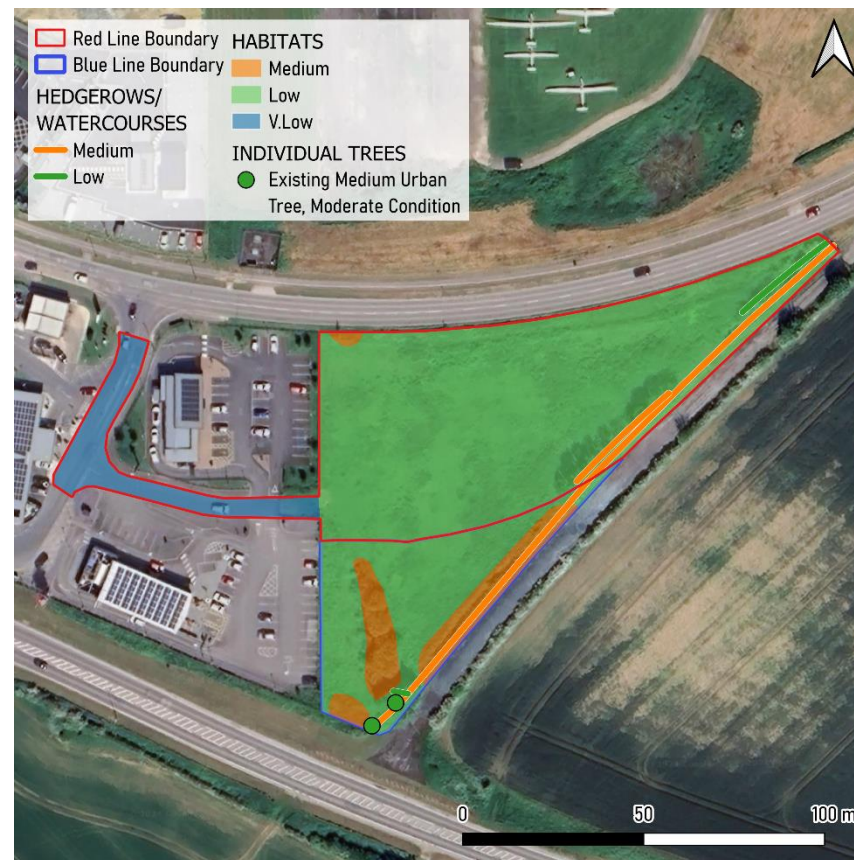 Red Line Boundary
Blue Line Boundary
HEDGEROWS/
WATERCOURSES
Medium
Low
HABITATS
Medium
Low
V.Low
INDIVIDUAL TREES
Existing Medium Urban
Tree, Moderate Condition
0 50 100 m